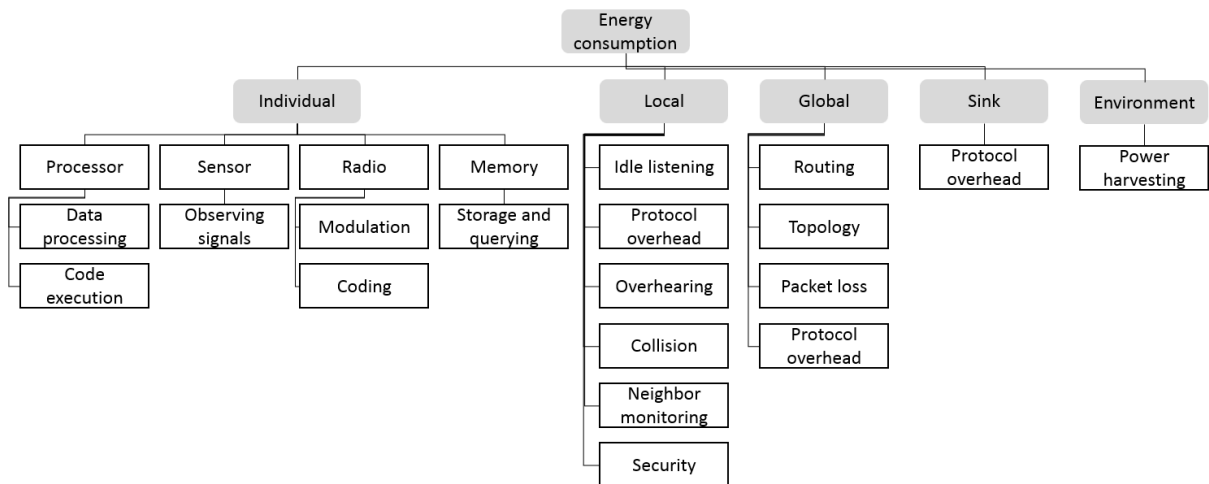 Energy
consumption
Individual
Local
Global
Sink
Environment
Processor
Sensor
Radio
Memory
Idle listening
Routing
Protocol
overhead
Power
harvesting
Data
processing
Observing
signals
Modulation
Storage and
querying
Protocol
overhead
Topology
Code
execution
Coding
Overhearing
Packet loss
Collision
Protocol
overhead
Neighbor
monitoring
Security